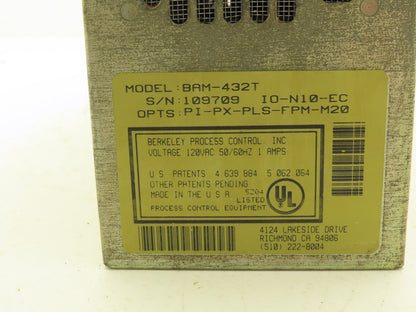 MODEL:BAM-432T
S/N:109709 IO-N10-EC
OPTS:PI-PX-PLS-FPM-M20
BERKELEY PROCESS CONTROL INC
VOLTAGE 120VAC 50/60HZ 1 AMPS
U S PATENTS 4 639 884 5 062 064
OTHER PATENTS PENDING
MADE IN THE U S A
LISTED
PROCESS CONTROL EQUIPMENT
UL
4124 LAKESIDE DRIVE
RICHMOND CA 94806
(510) 222-8004